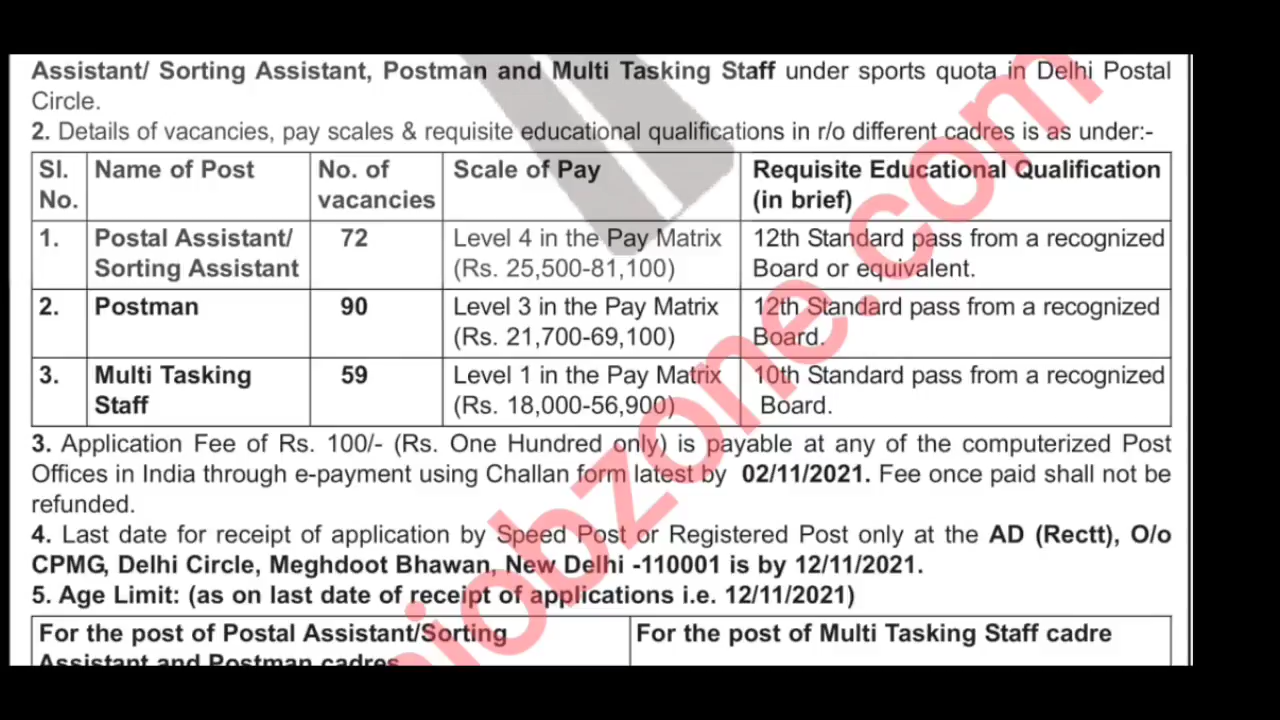 Assistant/ Sorting Assistant, Postman and Multi Tasking Staff under sports quota in Delhi Postal
Circle.
2. Details of vacancies, pay scales & requisite educational qualifications in r/o different cadres is as under:-
Sl. No. Name of Post No. of vacancies Scale of Pay Requisite Educational Qualification (in brief)
1. Postal Assistant/ Sorting Assistant 72 Level 4 in the Pay Matrix (Rs. 25,500-81,100) 12th Standard pass from a recognized Board or equivalent.
2. Postman 90 Level 3 in the Pay Matrix (Rs. 21,700-69,100) 12th Standard pass from a recognized Board.
3. Multi Tasking Staff 59 Level 1 in the Pay Matrix (Rs. 18,000-56,900) 10th Standard pass from a recognized Board.
3. Application Fee of Rs. 100/- (Rs. One Hundred only) is payable at any of the computerized Post
Offices in India through e-payment using Challan form latest by 02/11/2021. Fee once paid shall not be
refunded.
4. Last date for receipt of application by Speed Post or Registered Post only at the AD (Rectt), O/o
CPMG, Delhi Circle, Meghdoot Bhawan, New Delhi -110001 is by 12/11/2021.
5. Age Limit: (as on last date of receipt of applications i.e. 12/11/2021)
For the post of Postal Assistant/Sorting Assistant and Postman cadres
For the post of Multi Tasking Staff cadre
jobzone.com